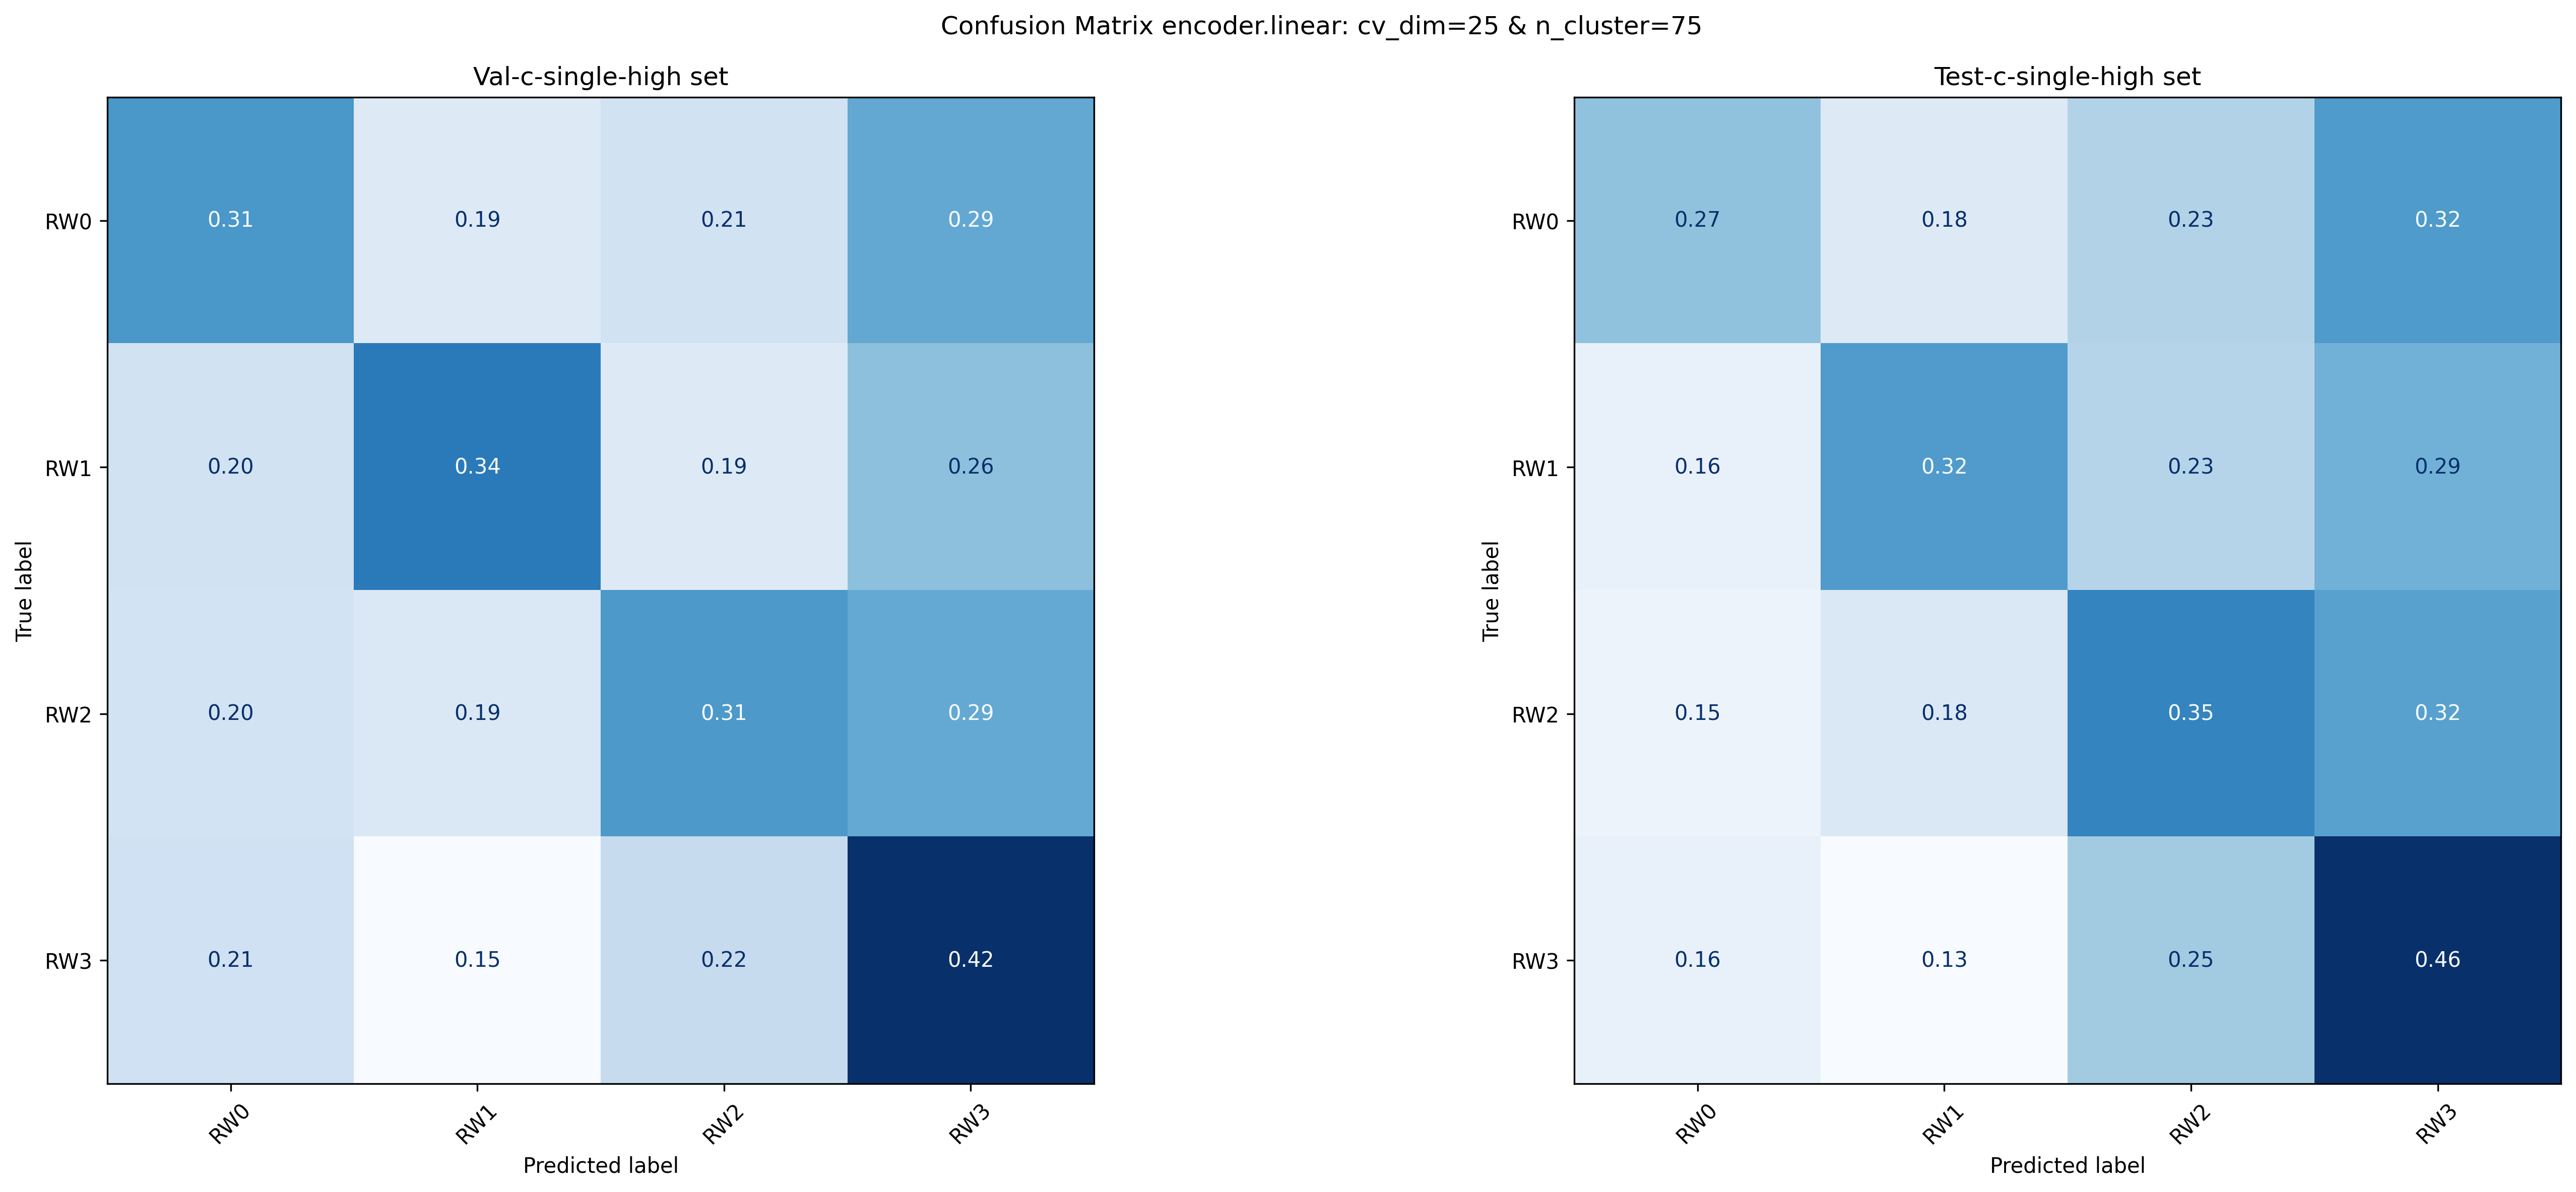 Confusion Matrix encoder.linear: cv_dim=25 & n_cluster=75
Val-c-single-high set
True label
RW0 0.31 0.19 0.21 0.29
RW1 0.20 0.34 0.19 0.26
RW2 0.20 0.19 0.31 0.29
RW3 0.21 0.15 0.22 0.42
RW0 RW1 RW2 RW3
Predicted label
Test-c-single-high set
True label
RW0 0.27 0.18 0.23 0.32
RW1 0.16 0.32 0.23 0.29
RW2 0.15 0.18 0.35 0.32
RW3 0.16 0.13 0.25 0.46
RW0 RW1 RW2 RW3
Predicted label